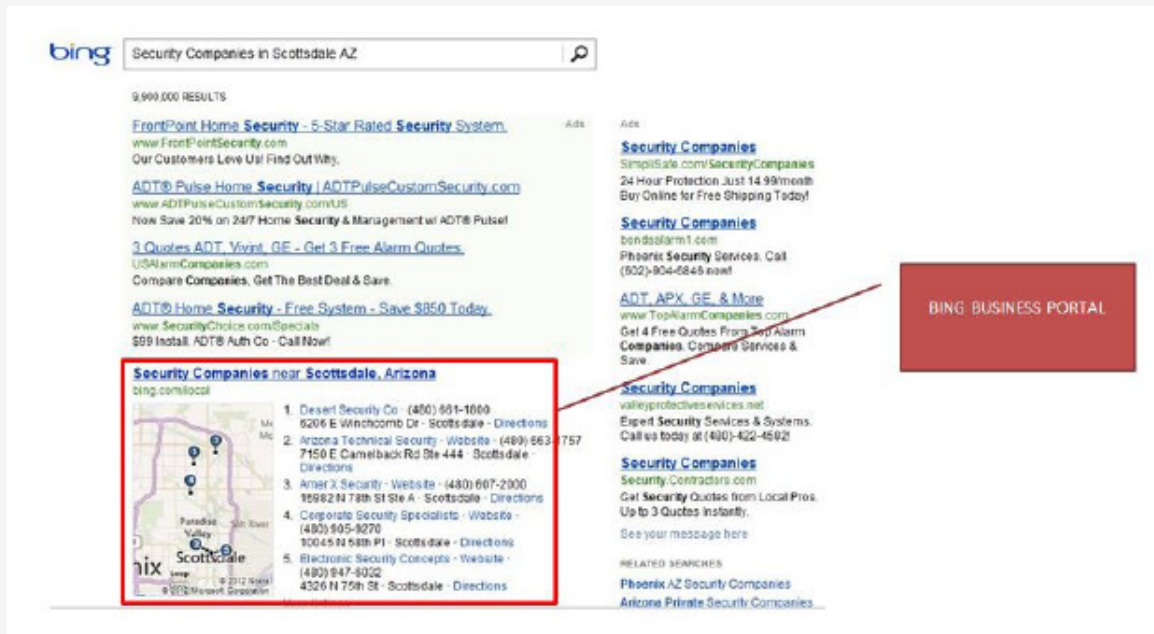 bing
Security Companies in Scottsdale AZ
9,900,000 RESULTS
FrontPoint Home Security - 5-Star Rated Security System.
Ads
www.FrontPointSecurity.com
Our Customers Love Us! Find Out Why.
ADT® Pulse Home Security | ADTPulseCustomSecurity.com
www.ADTPulseCustomSecurity.com/US
Now Save 20% on 24/7 Home Security & Management w/ ADT® Pulse!
3 Quotes ADT, Vivint, GE - Get 3 Free Alarm Quotes.
USAlarmCompanies.com
Compare Companies, Get The Best Deal & Save.
ADT® Home Security - Free System - Save $850 Today.
www.SecurityChoice.com/Specials
$99 Install. ADT® Auth Co - Call Now!
Security Companies near Scottsdale, Arizona
bing.com/local
1. Desert Security Co · (480) 661-1800
6206 E Winchcomb Dr · Scottsdale · Directions
2. Arizona Technical Security · Website · (480) 663-1757
7150 E Camelback Rd Ste 444 · Scottsdale ·
Directions
3. Amer X Security · Website · (480) 607-2000
15982 N 78th St Ste A · Scottsdale · Directions
4. Corporate Security Specialists · Website ·
(480) 905-9270
10045 N 58th Pl · Scottsdale · Directions
5. Electronic Security Concepts · Website ·
(480) 947-6032
4326 N 75th St · Scottsdale · Directions
Paradise
Valley
Salt River
Scottsdale
nix
© 2012 Nokia
© 2012 Microsoft Corporation
Ads
Security Companies
SimpliSafe.com/SecurityCompanies
24 Hour Protection Just 14.99/month
Buy Online for Free Shipping Today!
Security Companies
bondsalarm1.com
Phoenix Security Services. Call
(602)-904-6846 now!
ADT, APX, GE, & More
www.TopAlarmCompanies.com
Get 4 Free Quotes From Top Alarm
Companies. Compare Services &
Save.
Security Companies
valleyprotectiveservices.net
Expert Security Services & Systems.
Call us today at (480)-422-4582!
Security Companies
Security.Contractors.com
Get Security Quotes from Local Pros.
Up to 3 Quotes Instantly.
See your message here
RELATED SEARCHES
Phoenix AZ Security Companies
Arizona Private Security Companies
BING BUSINESS PORTAL